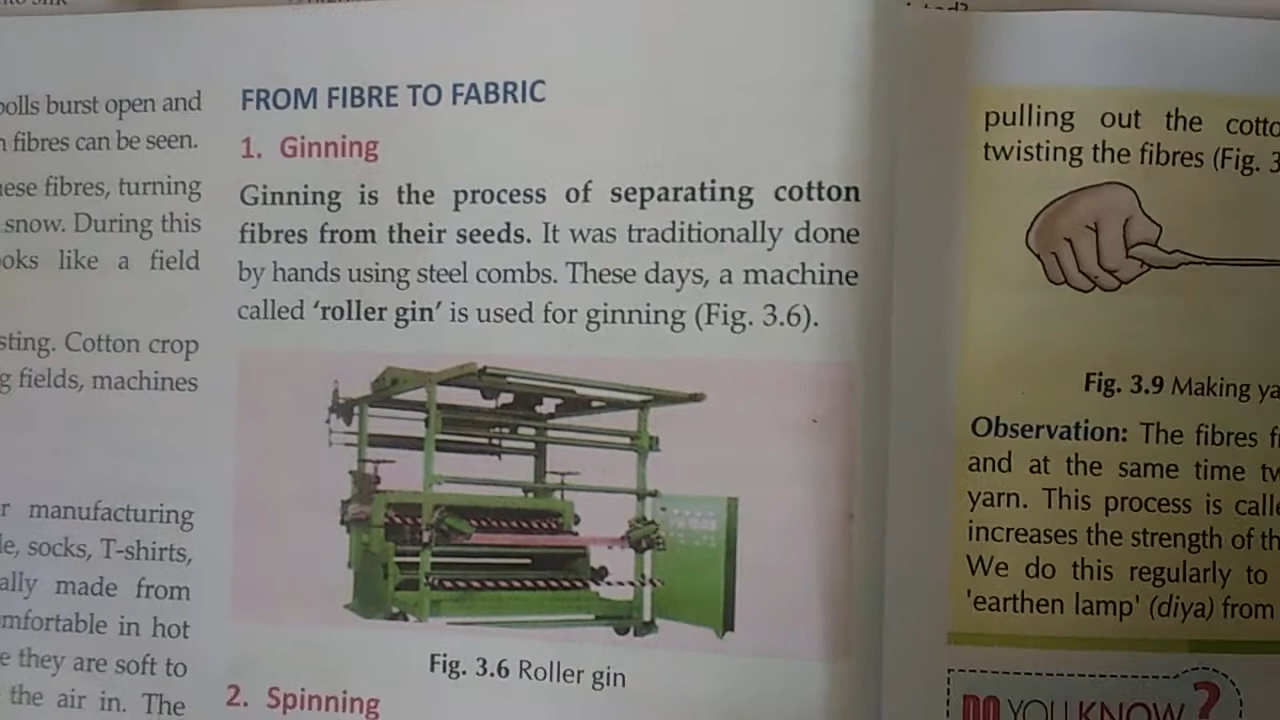 olls burst open and
fibres can be seen.
ese fibres, turning
snow. During this
oks like a field
sting. Cotton crop
g fields, machines
r manufacturing
le, socks, T-shirts,
ally made from
mfortable in hot
e they are soft to
the air in. The
FROM FIBRE TO FABRIC
1. Ginning
Ginning is the process of separating cotton
fibres from their seeds. It was traditionally done
by hands using steel combs. These days, a machine
called ‘roller gin’ is used for ginning (Fig. 3.6).
Fig. 3.6 Roller gin
2. Spinning
pulling out the cotto
twisting the fibres (Fig. 3
Fig. 3.9 Making ya
Observation: The fibres f
and at the same time tw
yarn. This process is calle
increases the strength of th
We do this regularly to
'earthen lamp' (diya) from
DO YOU KNOW ?